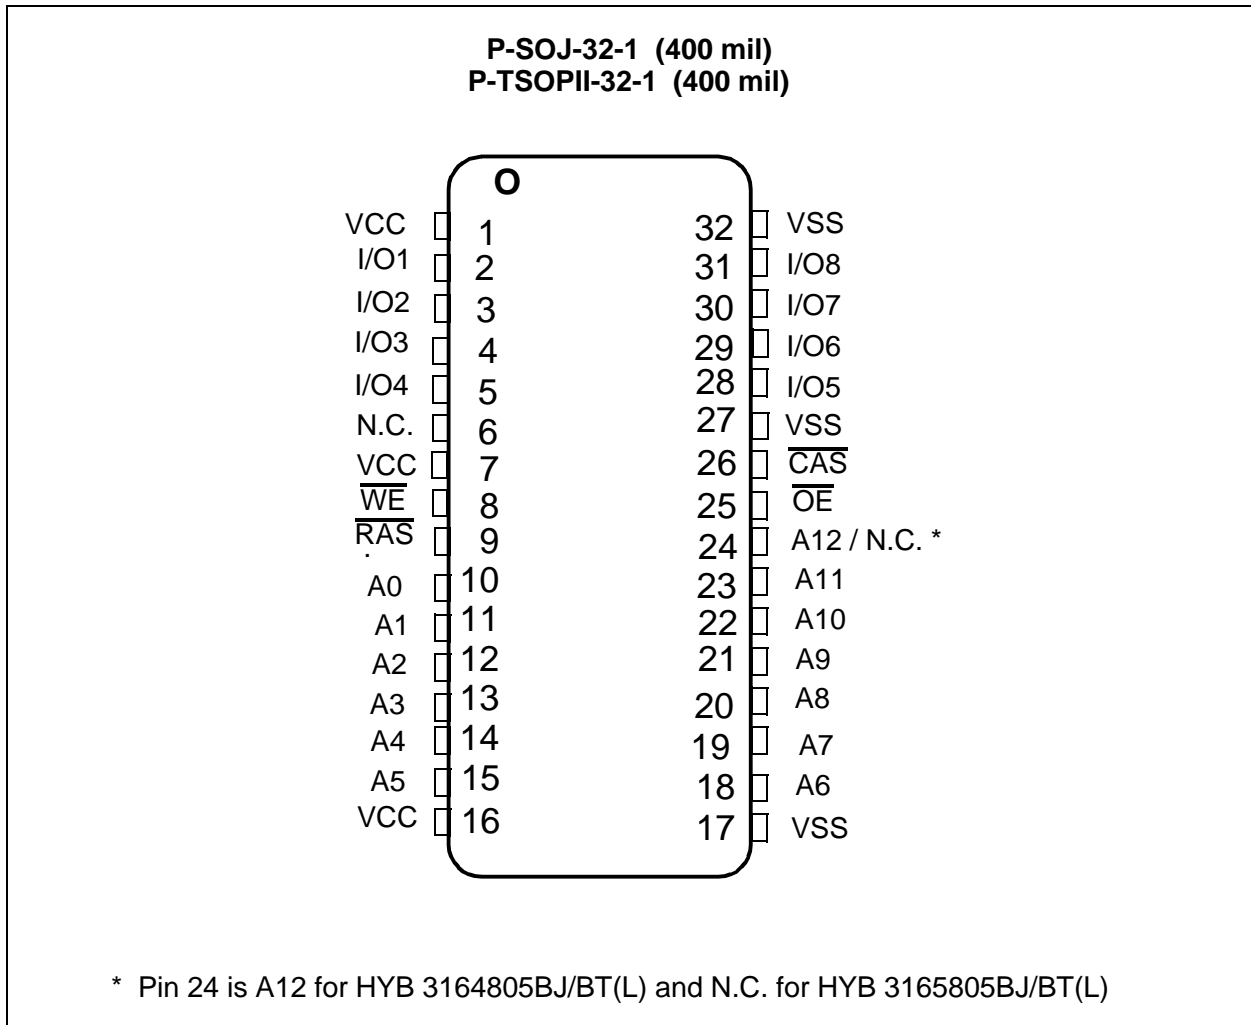 P-SOJ-32-1 (400 mil)
P-TSOPII-32-1 (400 mil)
O
VCC 1 32 VSS
I/O1 2 31 I/O8
I/O2 3 30 I/O7
I/O3 4 29 I/O6
I/O4 5 28 I/O5
N.C. 6 27 VSS
VCC 7 26 C̅A̅S̅
W̅E̅ 8 25 O̅E̅
R̅A̅S̅ 9 24 A12 / N.C. *
.
A0 10 23 A11
A1 11 22 A10
A2 12 21 A9
A3 13 20 A8
A4 14 19 A7
A5 15 18 A6
VCC 16 17 VSS
* Pin 24 is A12 for HYB 3164805BJ/BT(L) and N.C. for HYB 3165805BJ/BT(L)